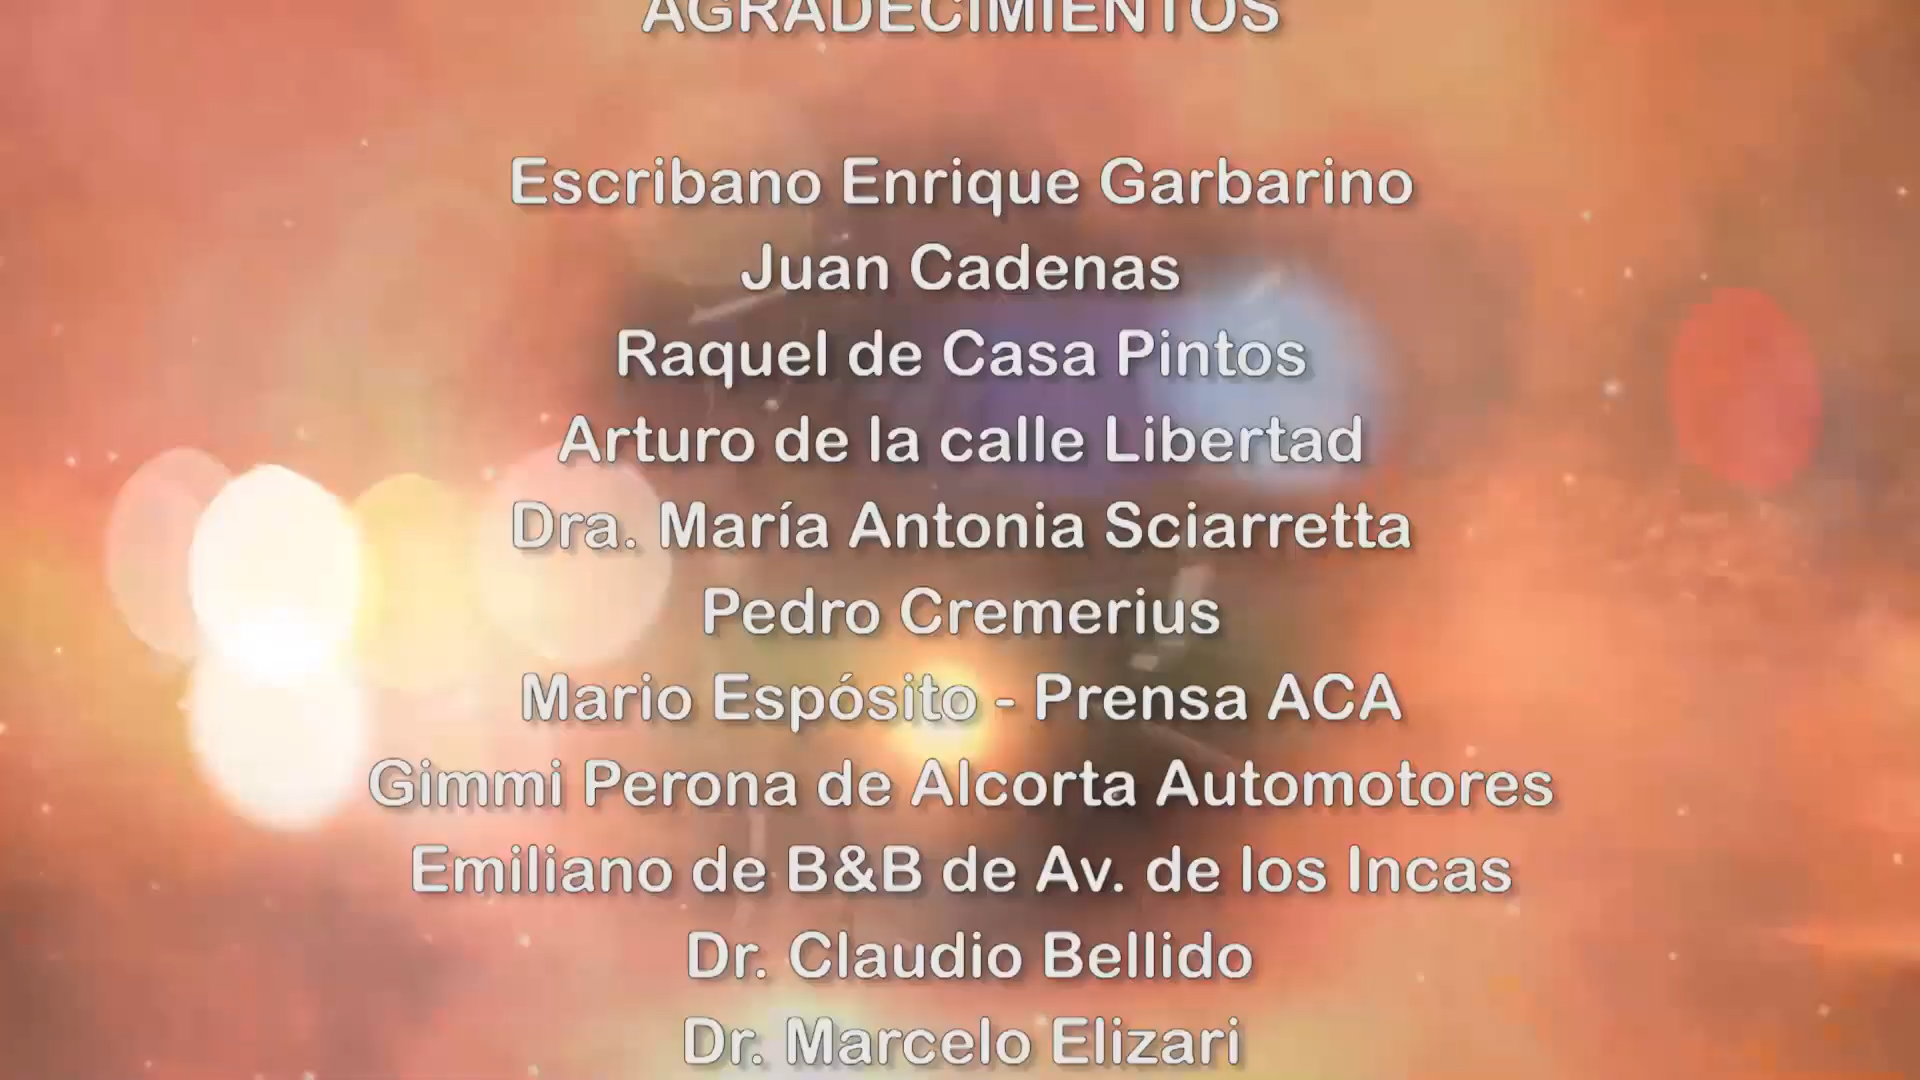 AGRADECIMIENTOS
Escribano Enrique Garbarino
Juan Cadenas
Raquel de Casa Pintos
Arturo de la calle Libertad
Dra. María Antonia Sciarretta
Pedro Cremerius
Mario Espósito - Prensa ACA
Gimmi Perona de Alcorta Automotores
Emiliano de B&B de Av. de los Incas
Dr. Claudio Bellido
Dr. Marcelo Elizari